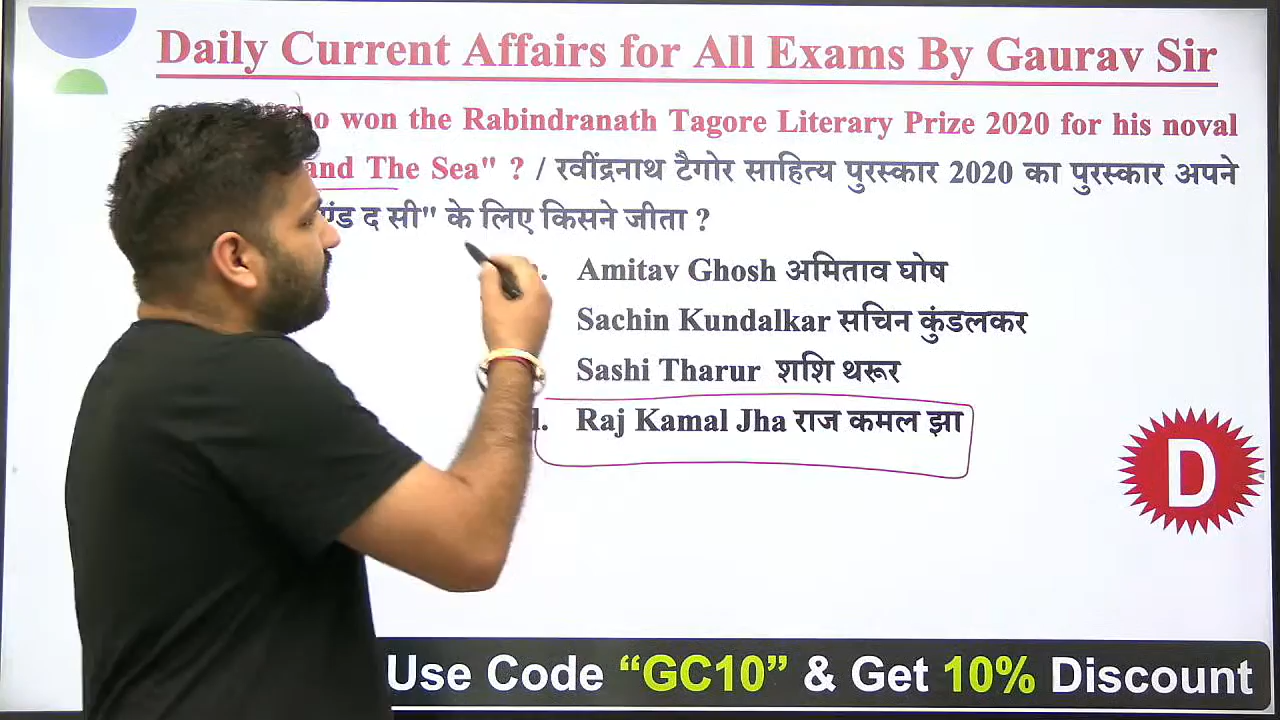 Daily Current Affairs for All Exams By Gaurav Sir
won the Rabindranath Tagore Literary Prize 2020 for his noval
and The Sea" ? / रवींद्रनाथ टैगोर साहित्य पुरस्कार 2020 का पुरस्कार अपने
द सी" के लिए किसने जीता ?
Amitav Ghosh अमिताव घोष
Sachin Kundalkar सचिन कुंडलकर
Sashi Tharur शशि थरूर
d. Raj Kamal Jha राज कमल झा
D
Use Code “GC10” & Get 10% Discount